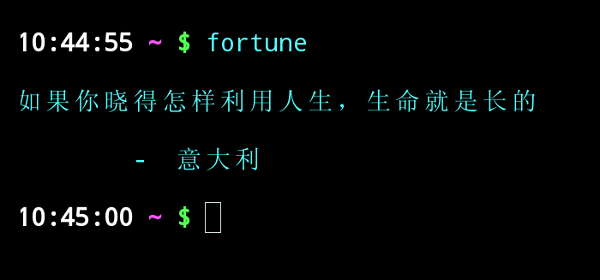 10:44:55 ~ $ fortune
如果你晓得怎样利用人生，生命就是长的
- 意大利
10:45:00 ~ $